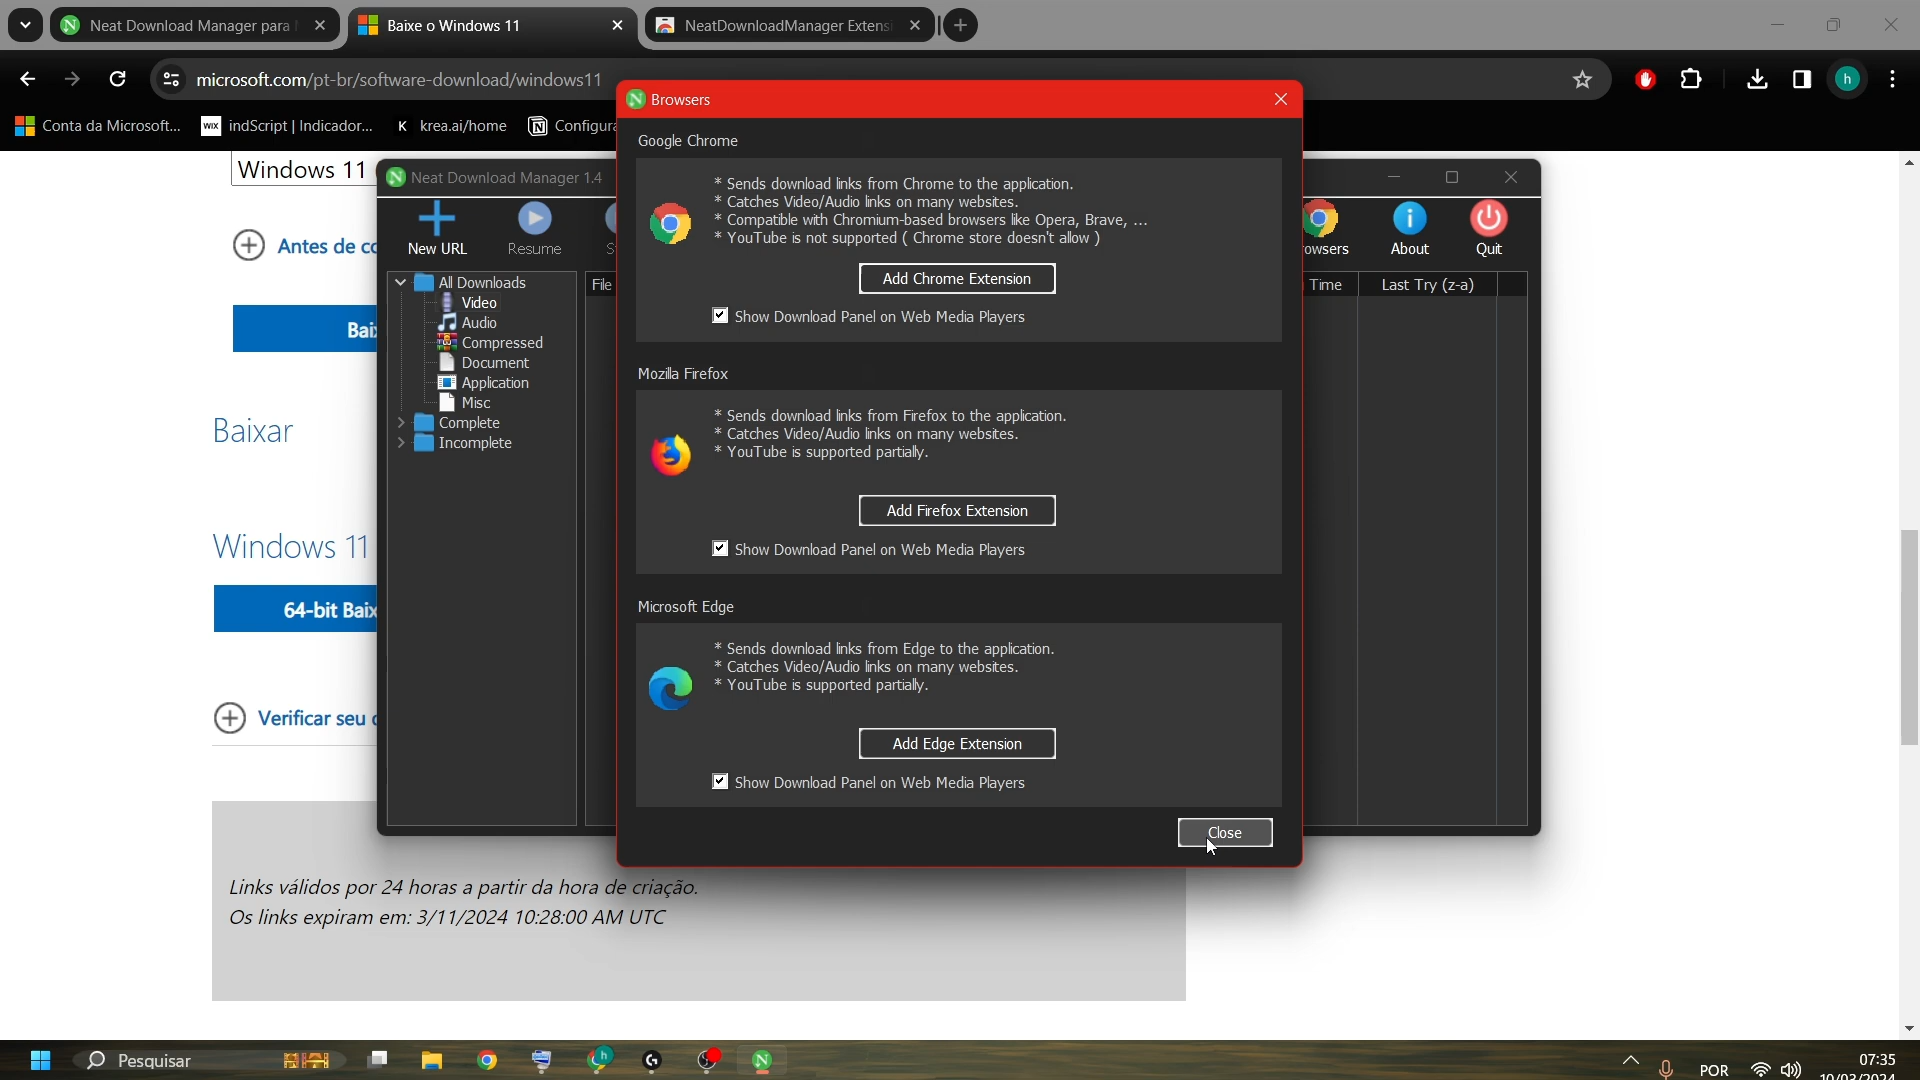 Neat Download Manager para
Baixe o Windows 11
NeatDownloadManager Extens
microsoft.com/pt-br/software-download/windows11
h
Conta da Microsoft...
WIX indScript | Indicador...
K krea.ai/home
Configura
Windows 11
Antes de co
Baix
Baixar
Windows 11
64-bit Baix
Verificar seu
Links válidos por 24 horas a partir da hora de criação.
Os links expiram em: 3/11/2024 10:28:00 AM UTC
Neat Download Manager 1.4
New URL
Resume
S
owsers
About
Quit
All Downloads
Video
Audio
Compressed
Document
Application
Misc
Complete
Incomplete
File
Time
Last Try (z-a)
Browsers
Google Chrome
* Sends download links from Chrome to the application.
* Catches Video/Audio links on many websites.
* Compatible with Chromium-based browsers like Opera, Brave, ...
* YouTube is not supported ( Chrome store doesn't allow )
Add Chrome Extension
Show Download Panel on Web Media Players
Mozilla Firefox
* Sends download links from Firefox to the application.
* Catches Video/Audio links on many websites.
* YouTube is supported partially.
Add Firefox Extension
Show Download Panel on Web Media Players
Microsoft Edge
* Sends download links from Edge to the application.
* Catches Video/Audio links on many websites.
* YouTube is supported partially.
Add Edge Extension
Show Download Panel on Web Media Players
Close
Pesquisar
h
POR
07:35
10/03/2024